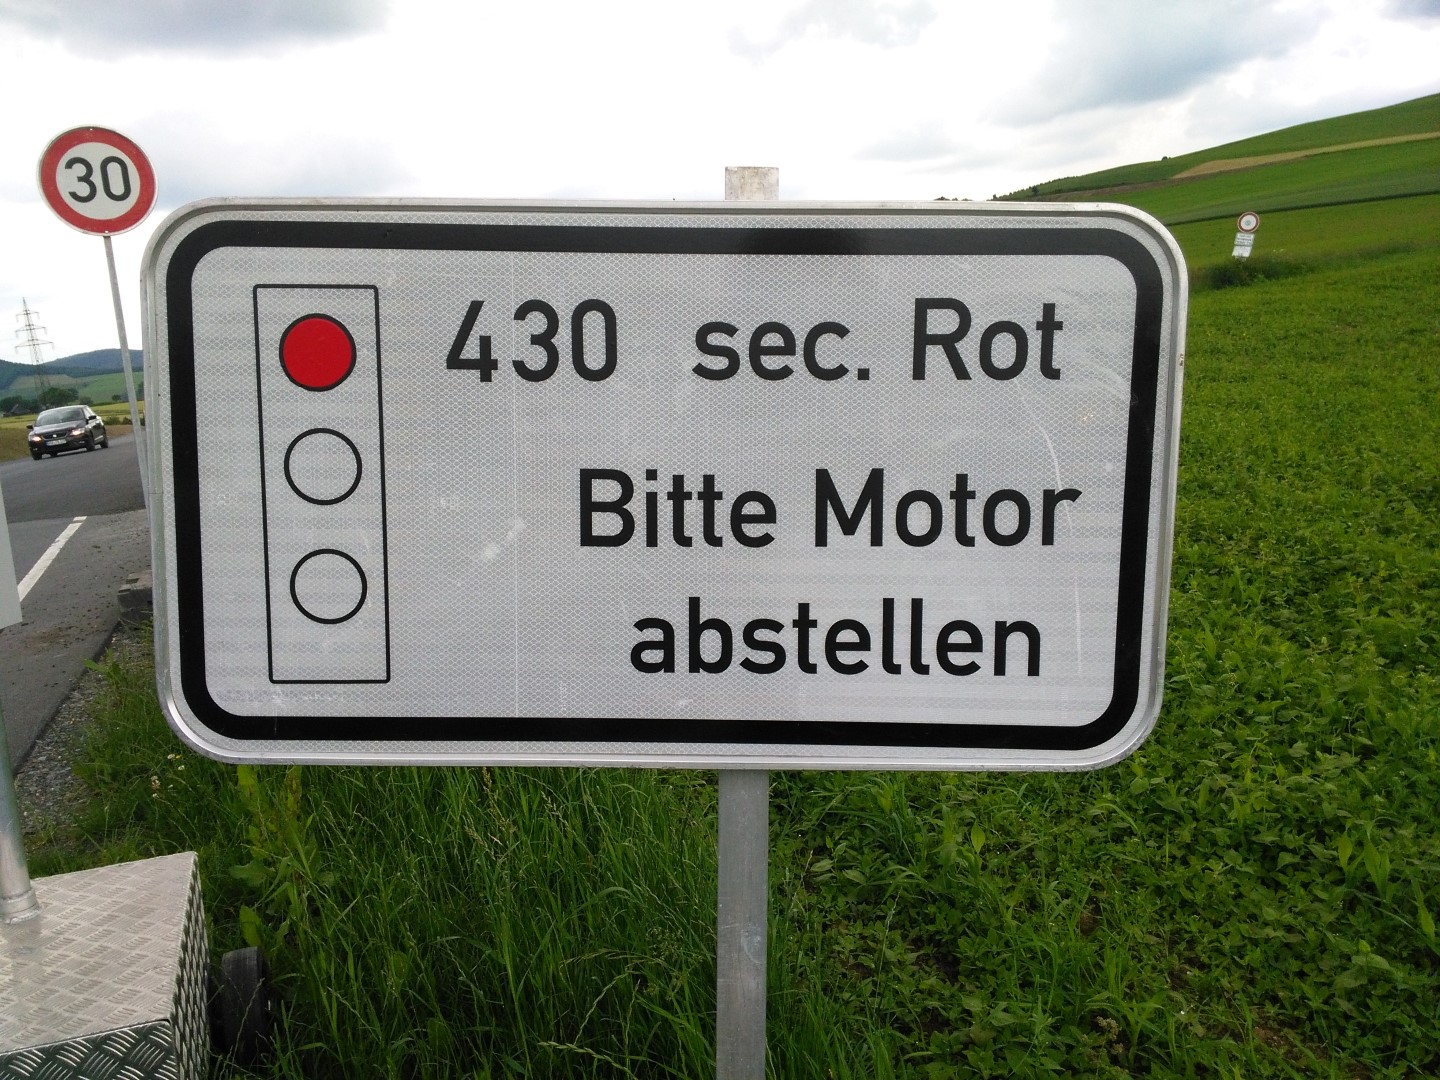 30
430 sec. Rot
Bitte Motor
abstellen